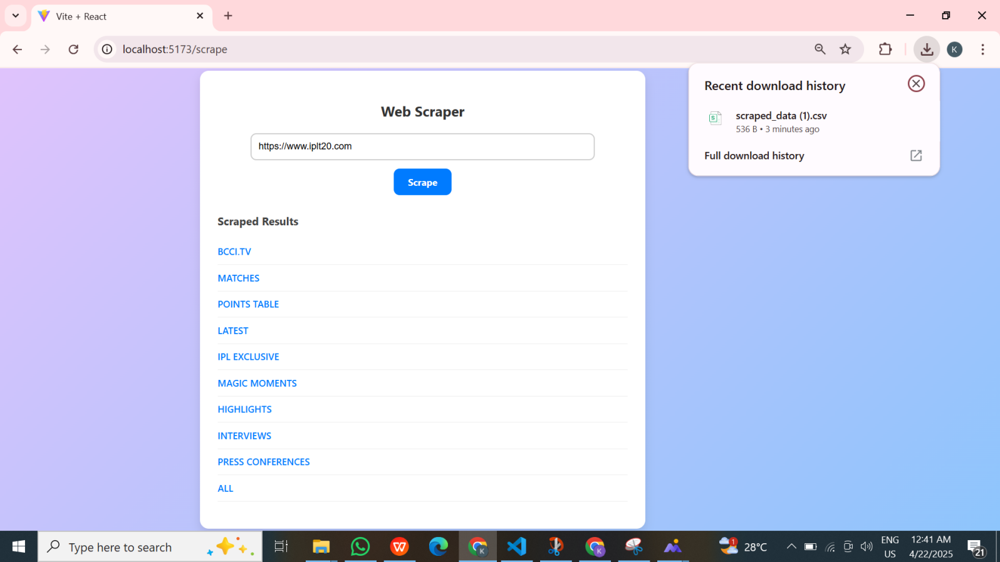 Vite + React
localhost:5173/scrape
K
Recent download history
S
scraped_data (1).csv
536 B • 3 minutes ago
Full download history
Web Scraper
https://www.iplt20.com
Scrape
Scraped Results
BCCI.TV
MATCHES
POINTS TABLE
LATEST
IPL EXCLUSIVE
MAGIC MOMENTS
HIGHLIGHTS
INTERVIEWS
PRESS CONFERENCES
ALL
Type here to search
W
K
K
1
28°C
ENG
US
12:41 AM
4/22/2025
21